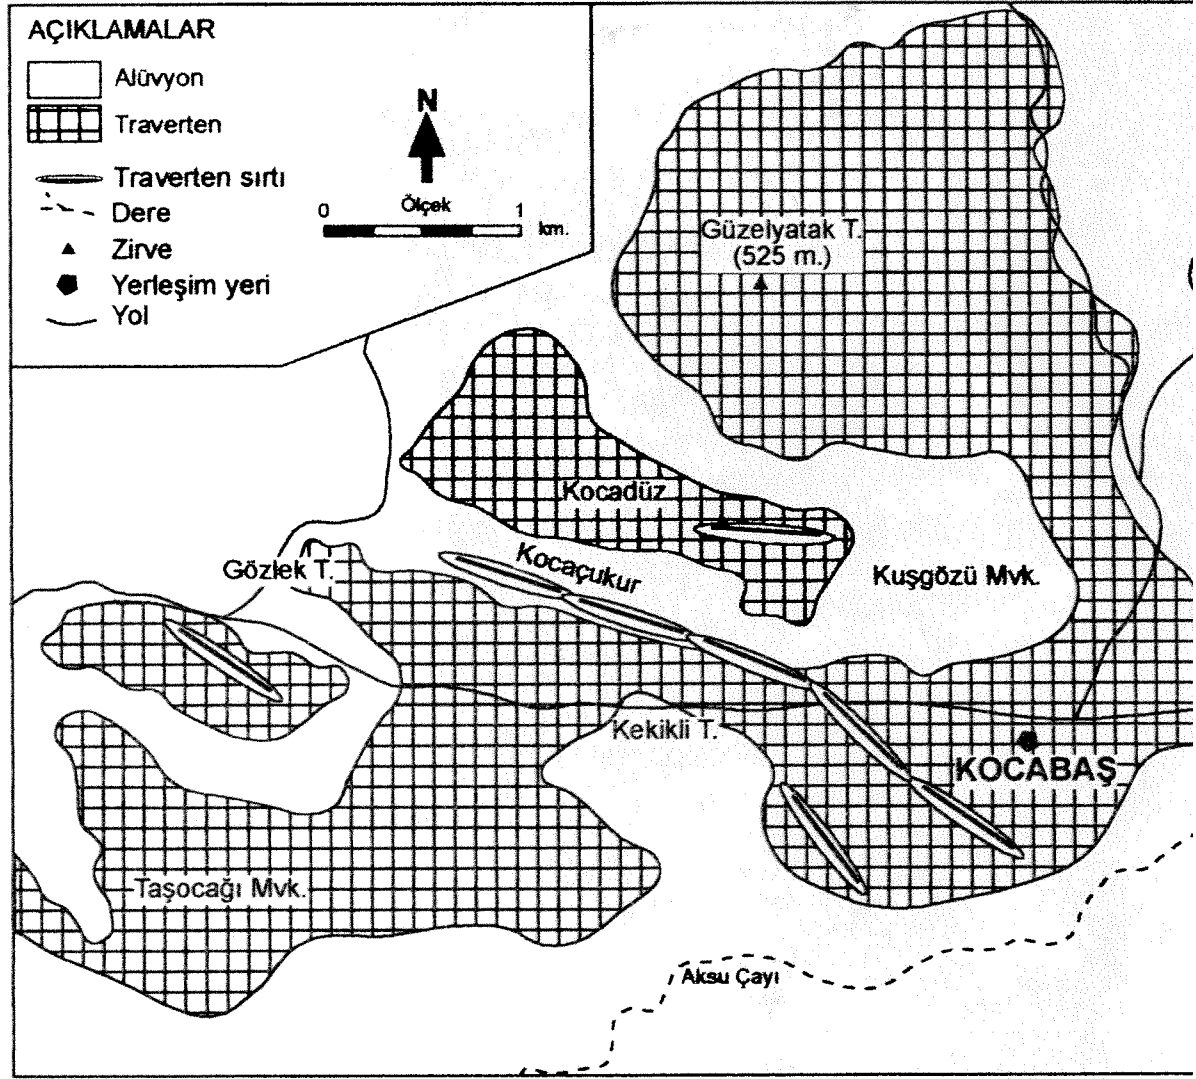 AÇIKLAMALAR
Alüvyon
Traverten
Traverten sırtı
Dere
Zirve
Yerleşim yeri
Yol
N
0 Ölçek 1
km.
Güzelyatak T.
(525 m.)
Kocadüz
Kocaçukur
Kuşgözü Mvk.
Gözlek T.
Kekikli T.
KOCABAŞ
Taşocağı Mvk.
Aksu Çayı